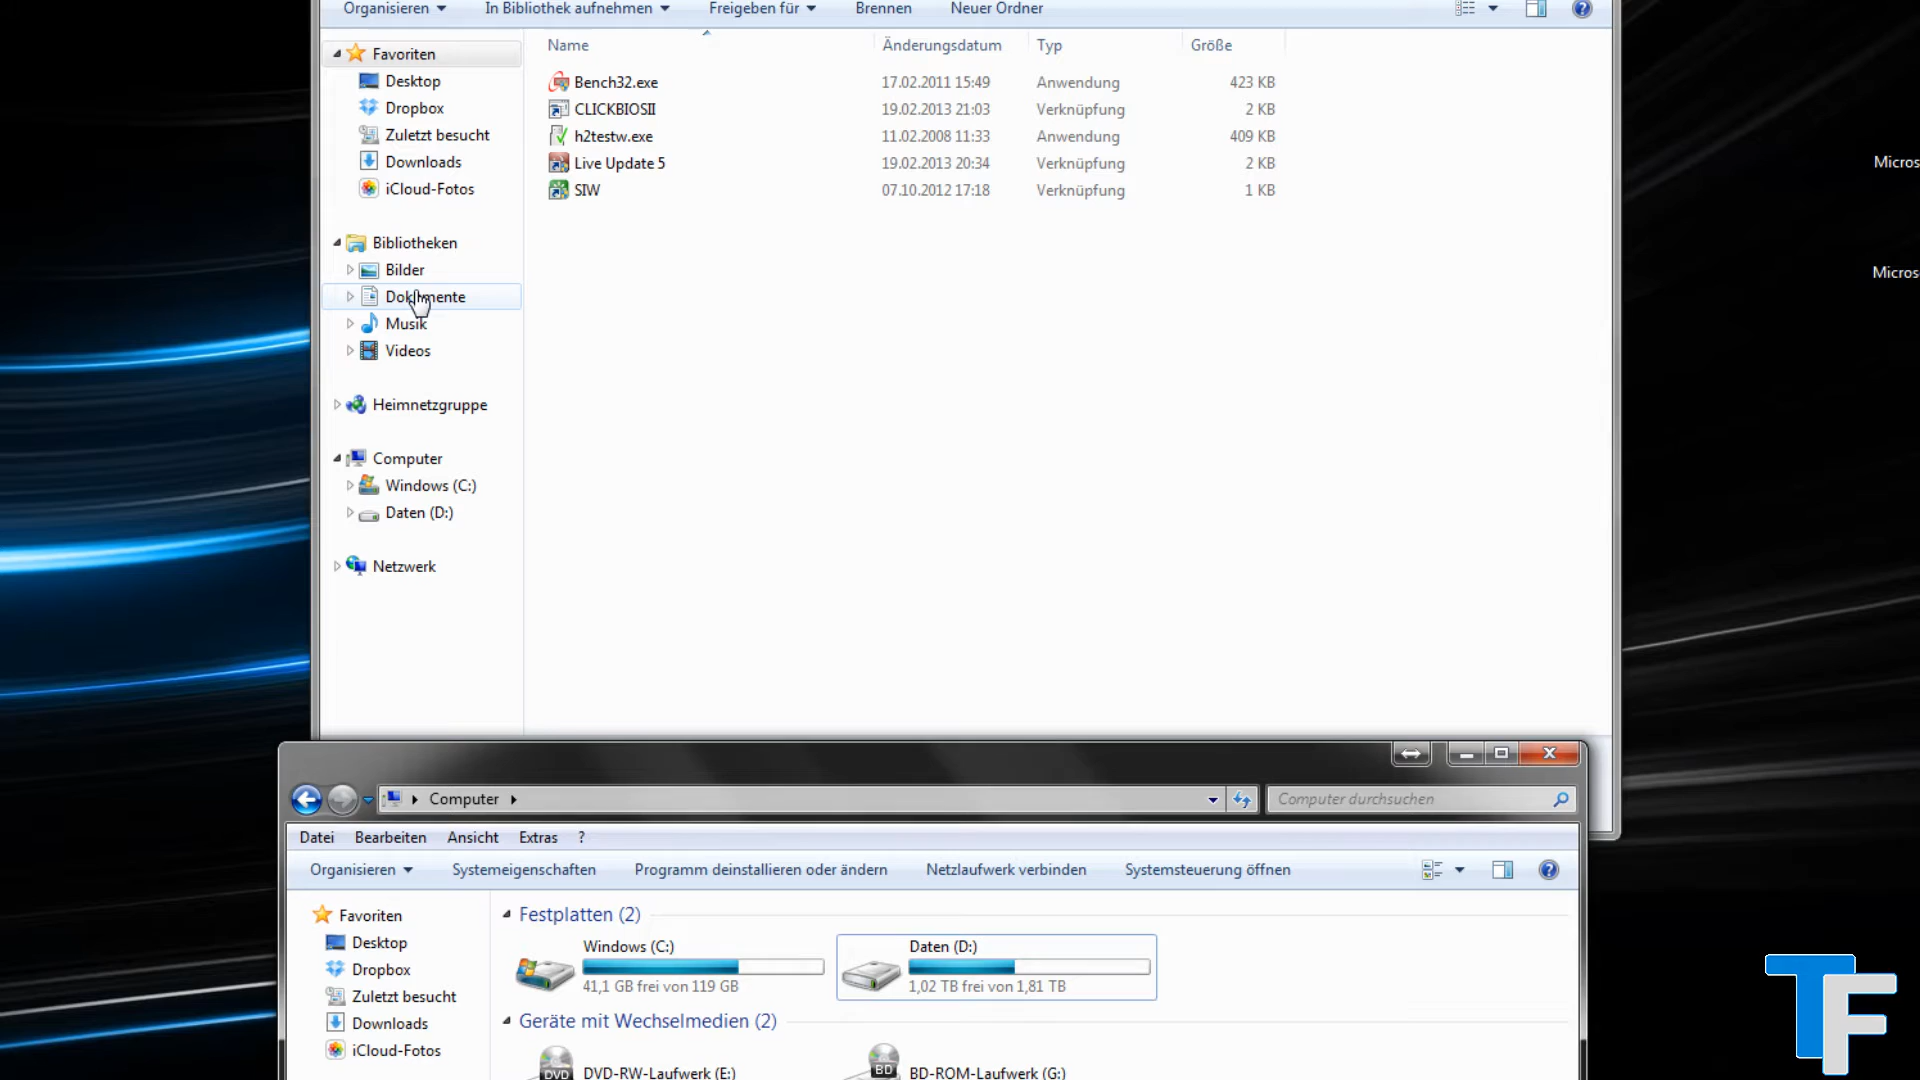 Organisieren In Bibliothek aufnehmen Freigeben für Brennen Neuer Ordner
Name Änderungsdatum Typ Größe
Favoriten
Desktop
Dropbox
Zuletzt besucht
Downloads
iCloud-Fotos
Bibliotheken
Bilder
Dokumente
Musik
Videos
Heimnetzgruppe
Computer
Windows (C:)
Daten (D:)
Netzwerk
Bench32.exe 17.02.2011 15:49 Anwendung 423 KB
CLICKBIOSII 19.02.2013 21:03 Verknüpfung 2 KB
h2testw.exe 11.02.2008 11:33 Anwendung 409 KB
Live Update 5 19.02.2013 20:34 Verknüpfung 2 KB
SIW 07.10.2012 17:18 Verknüpfung 1 KB
Micros
Micros
Computer
Computer durchsuchen
Datei Bearbeiten Ansicht Extras ?
Organisieren Systemeigenschaften Programm deinstallieren oder ändern Netzlaufwerk verbinden Systemsteuerung öffnen
Favoriten
Desktop
Dropbox
Zuletzt besucht
Downloads
iCloud-Fotos
Festplatten (2)
Windows (C:)
41,1 GB frei von 119 GB
Daten (D:)
1,02 TB frei von 1,81 TB
Geräte mit Wechselmedien (2)
DVD
DVD-RW-Laufwerk (E:)
BD
BD-ROM-Laufwerk (G:)
TF